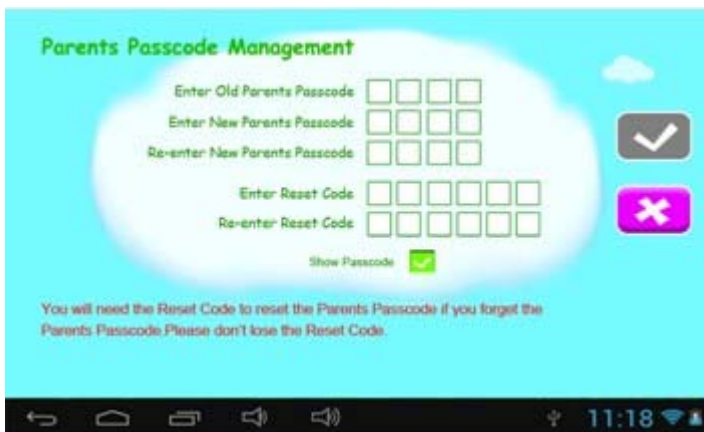 Parents Passcode Management
Enter Old Parents Passcode
Enter New Parents Passcode
Re-enter New Parents Passcode
Enter Reset Code
Re-enter Reset Code
Show Passcode
You will need the Reset Code to reset the Parents Passcode if you forget the
Parents Passcode.Please don't lose the Reset Code.
11:18